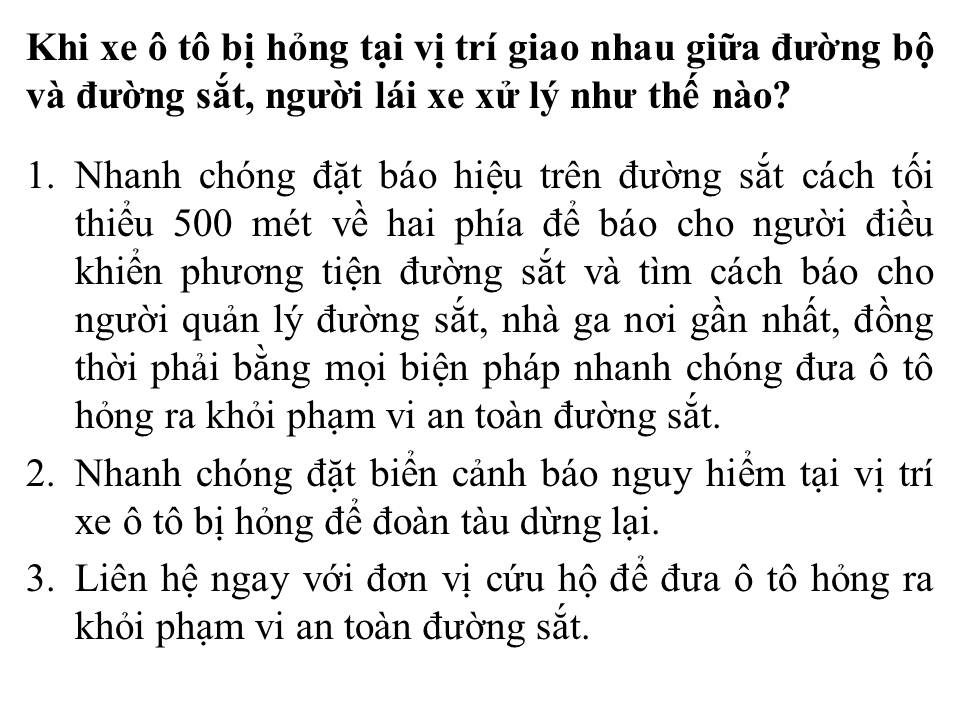 Khi xe ô tô bị hỏng tại vị trí giao nhau giữa đường bộ
và đường sắt, người lái xe xử lý như thế nào?
1. Nhanh chóng đặt báo hiệu trên đường sắt cách tối
thiểu 500 mét về hai phía để báo cho người điều
khiển phương tiện đường sắt và tìm cách báo cho
người quản lý đường sắt, nhà ga nơi gần nhất, đồng
thời phải bằng mọi biện pháp nhanh chóng đưa ô tô
hỏng ra khỏi phạm vi an toàn đường sắt.
2. Nhanh chóng đặt biển cảnh báo nguy hiểm tại vị trí
xe ô tô bị hỏng để đoàn tàu dừng lại.
3. Liên hệ ngay với đơn vị cứu hộ để đưa ô tô hỏng ra
khỏi phạm vi an toàn đường sắt.